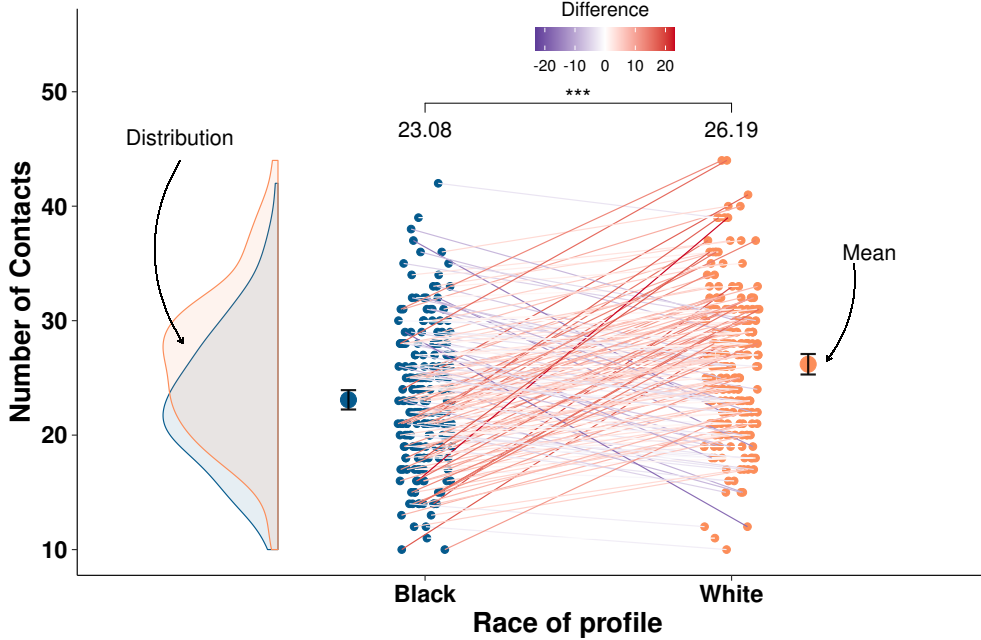 Difference
-20 -10 0 10 20
***
23.08 26.19
Distribution
Mean
Number of Contacts
50
40
30
20
10
Black White
Race of profile